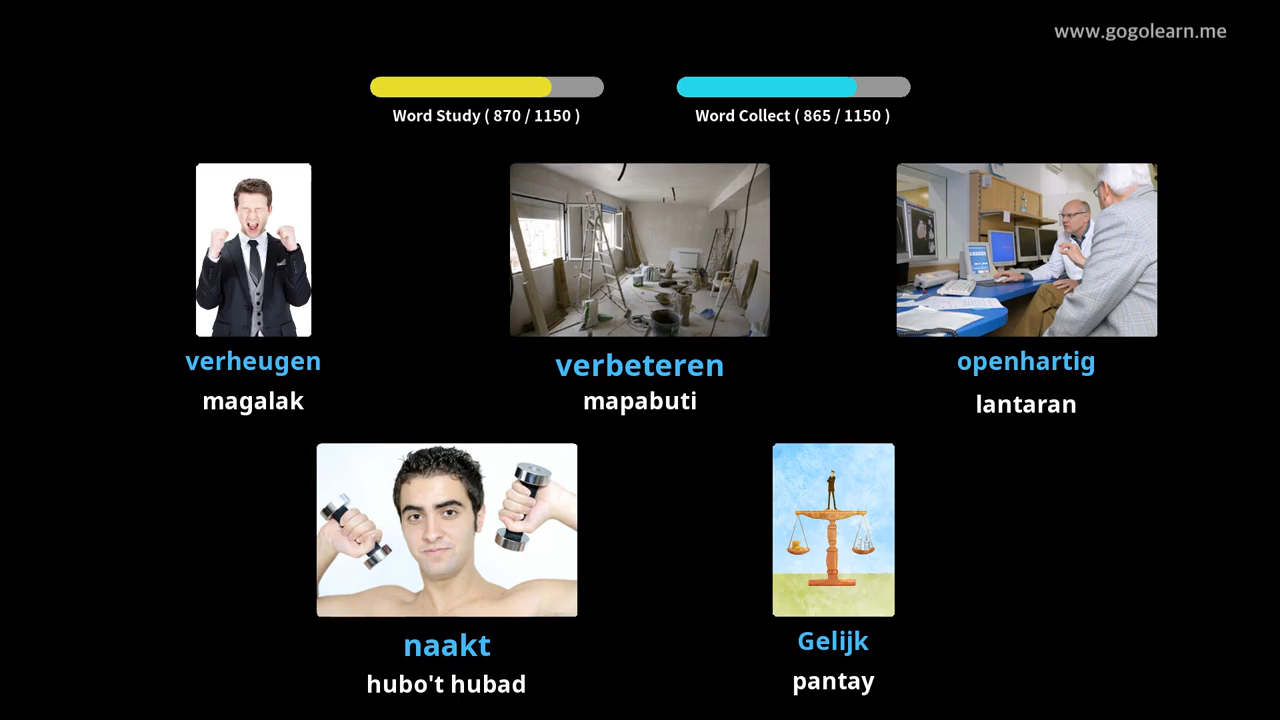 www.gogolearn.me
Word Study ( 870 / 1150 )
Word Collect ( 865 / 1150 )
verheugen
magalak
verbeteren
mapabuti
openhartig
lantaran
naakt
hubo't hubad
Gelijk
pantay